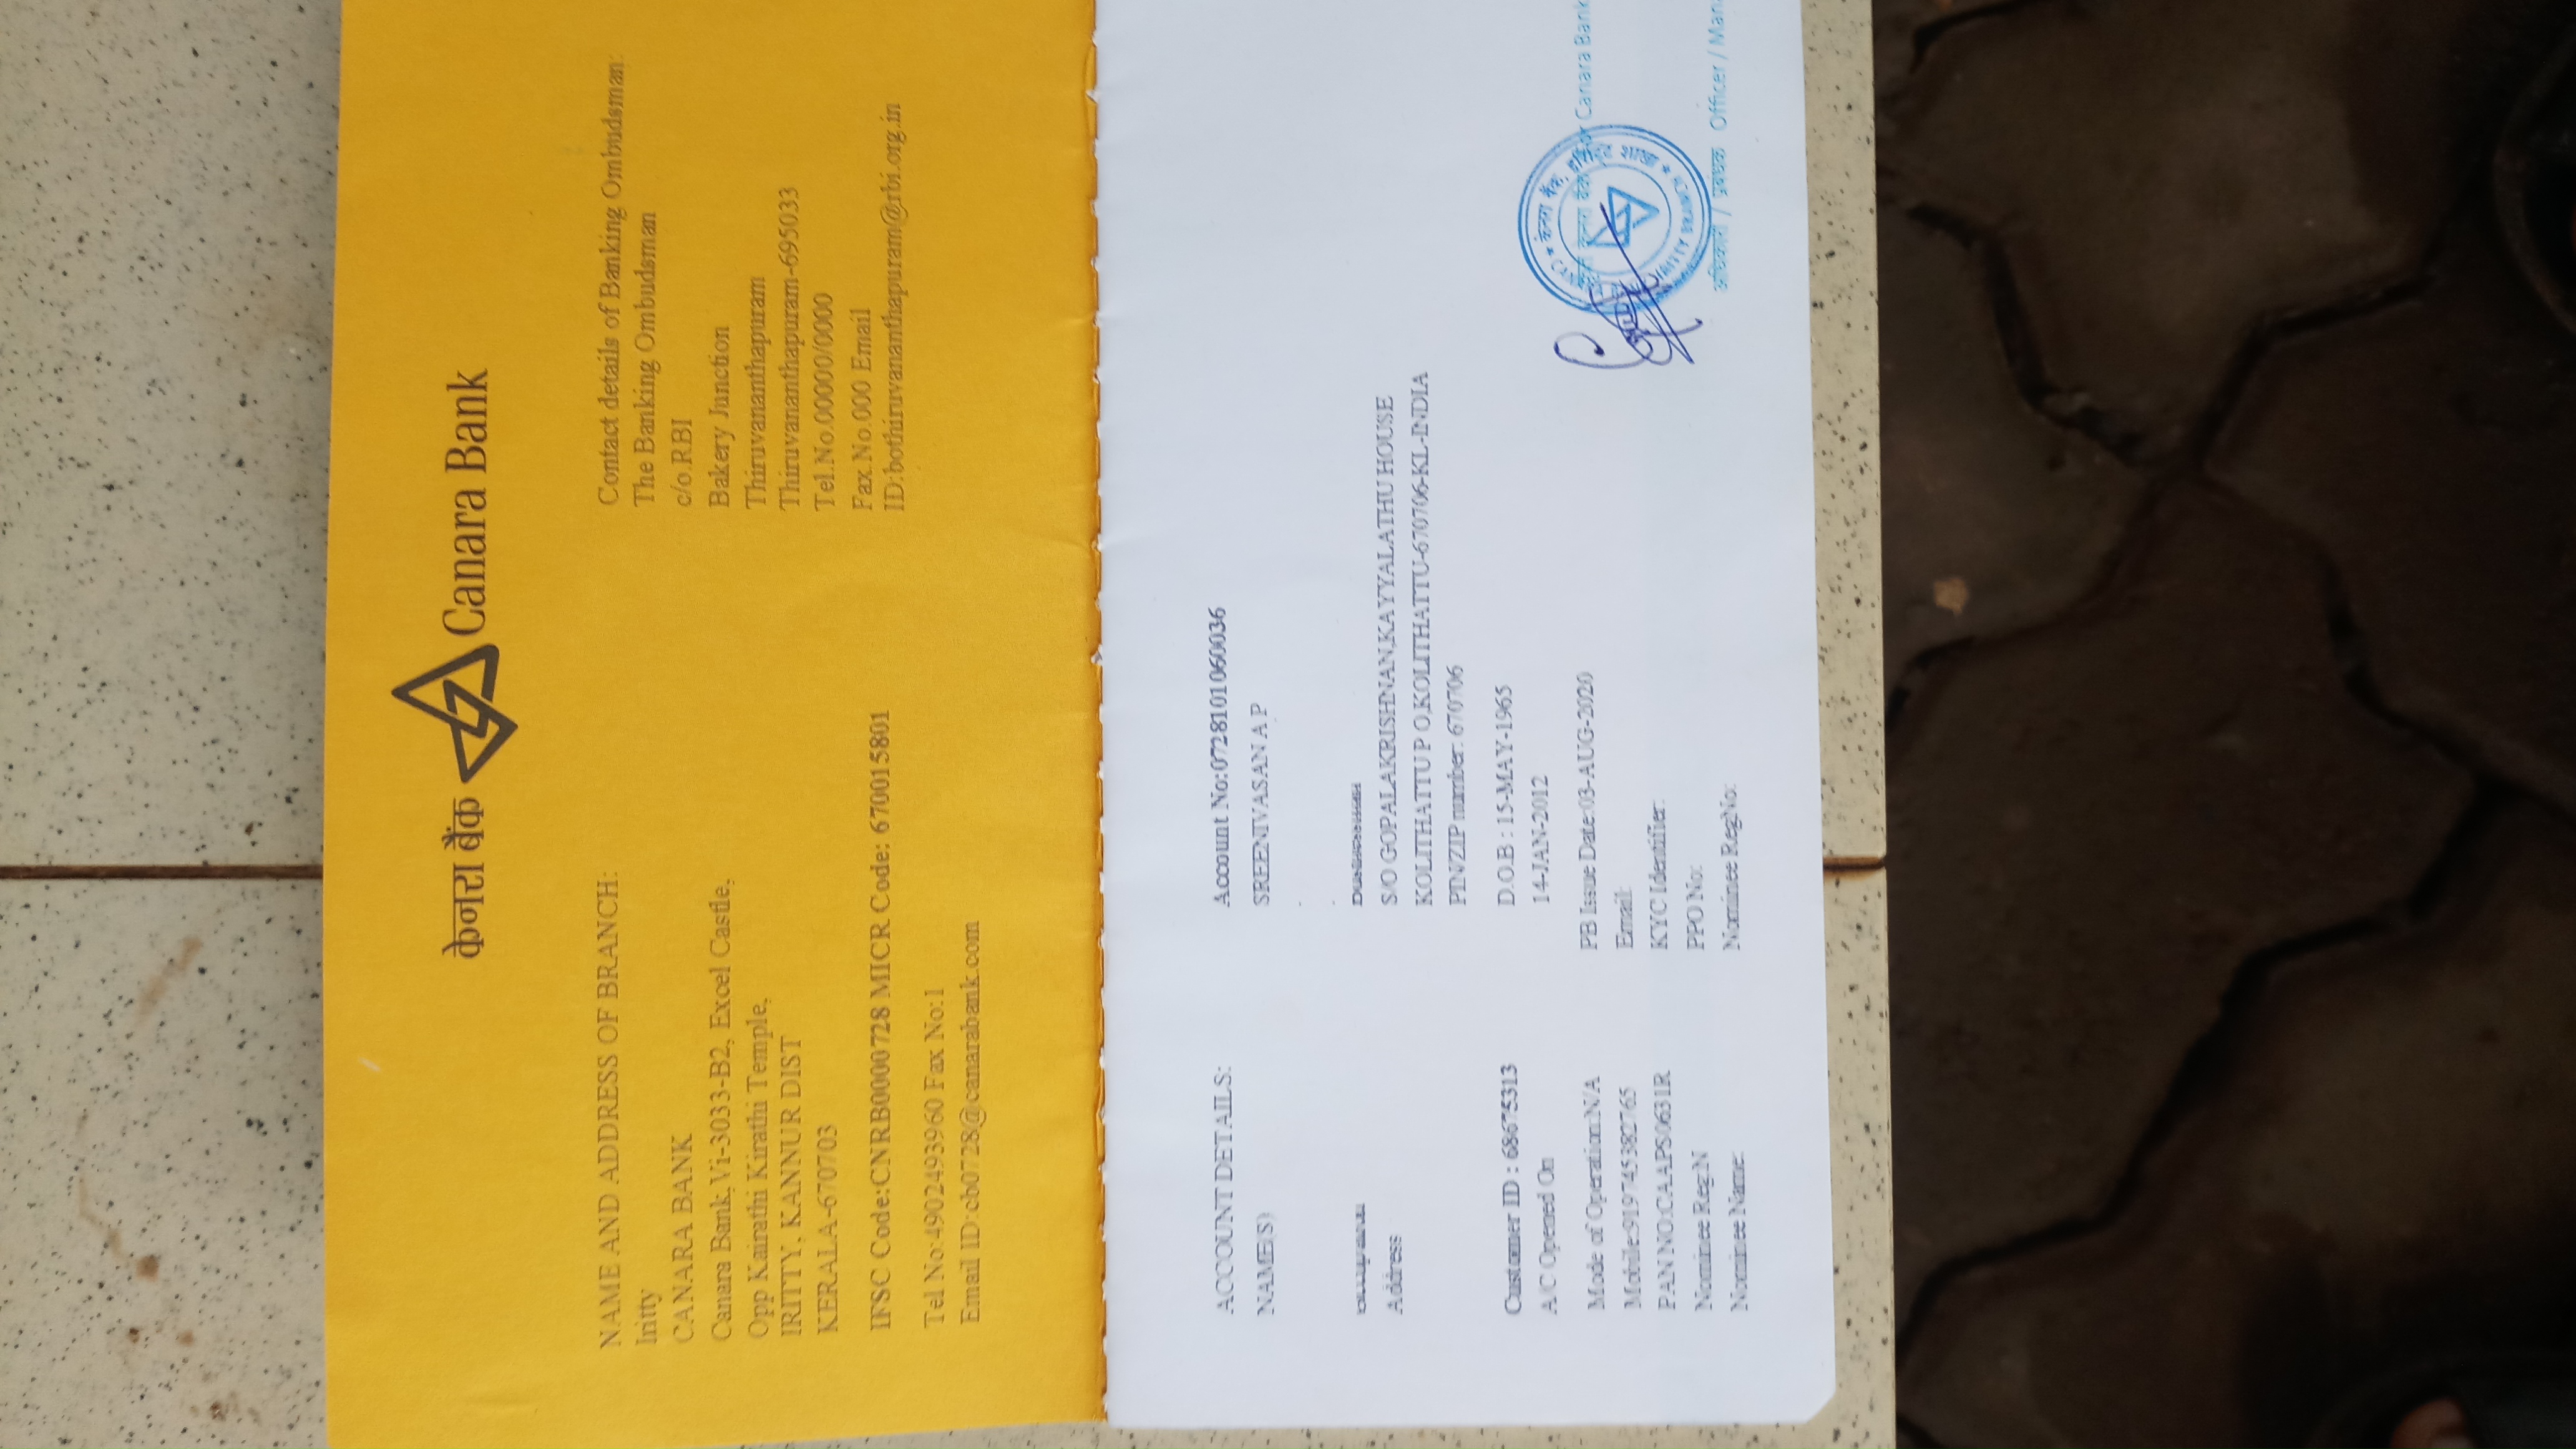 केनरा बैंक Canara Bank
NAME AND ADDRESS OF BRANCH:
Iritty
CANARA BANK
Canara Bank,Vi-3033-B2, Excel Castle,
Opp Kairathi Kirathi Temple,
IRITTY, KANNUR DIST
KERALA-670703
IFSC Code:CNRB0000728 MICR Code: 670015801
Tel No:4902493960 Fax No:1
Email ID:cb0728@canarabank.com
Contact details of Banking Ombudsman:
The Banking Ombudsman
c/o.RBI
Bakery Junction
Thiruvananthapuram
Thiruvananthapuram-695033
Tel.No.00000/0000
Fax.No.000 Email
ID:bothiruvananthapuram@rbi.org.in
ACCOUNT DETAILS: Account No:0728101060036
NAME(S) SREENIVASAN A P
-
-
Address S/O GOPALAKRISHNAN,KAYYALATHU HOUSE
KOLITHATTU P O,KOLITHATTU-670706-KL-INDIA
PIN/ZIP number: 670706
Customer ID : 68675313 D.O.B : 15-MAY-1965
A/C Opened On 14-JAN-2012
Mode of Operation:N/A PB Issue Date:03-AUG-2020
Mobile:919745382765 Email:
PAN NO:CAAPS0631R KYC Identifier:
Nominee Reg:N PPO No:
Nominee Name: Nominee RegNo:
केनरा बैंक Canara Bank
IRITTY BRANCH
अधिकारी / प्रबंधक Officer /